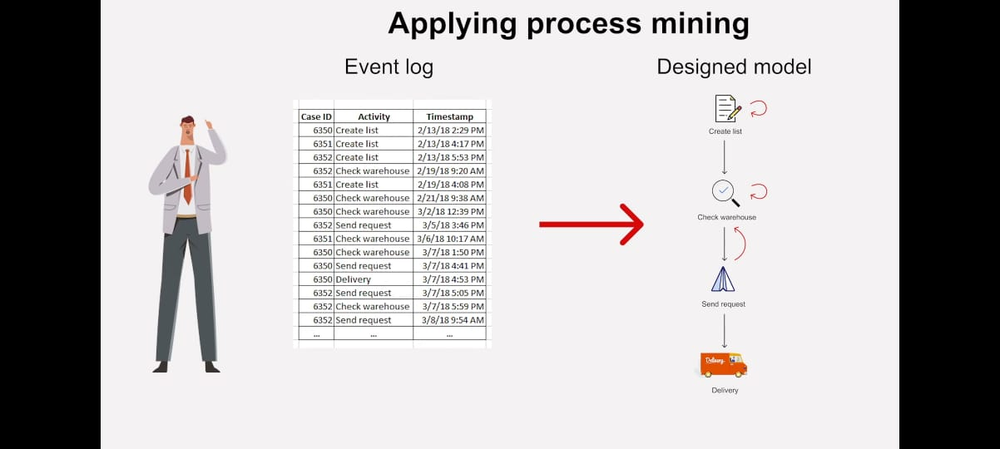 Applying process mining
Event log
Designed model
Case ID Activity Timestamp
6350 Create list 2/13/18 2:29 PM
6351 Create list 2/13/18 4:17 PM
6352 Create list 2/13/18 5:53 PM
6352 Check warehouse 2/19/18 9:20 AM
6351 Create list 2/19/18 4:08 PM
6350 Check warehouse 2/21/18 9:38 AM
6350 Check warehouse 3/2/18 12:39 PM
6352 Send request 3/5/18 3:46 PM
6351 Check warehouse 3/6/18 10:17 AM
6350 Check warehouse 3/7/18 1:50 PM
6350 Send request 3/7/18 4:41 PM
6350 Delivery 3/7/18 4:53 PM
6352 Send request 3/7/18 5:05 PM
6352 Check warehouse 3/7/18 5:59 PM
6352 Send request 3/8/18 9:54 AM
... ... ...
Create list
Check warehouse
Send request
Delivery
Delivery